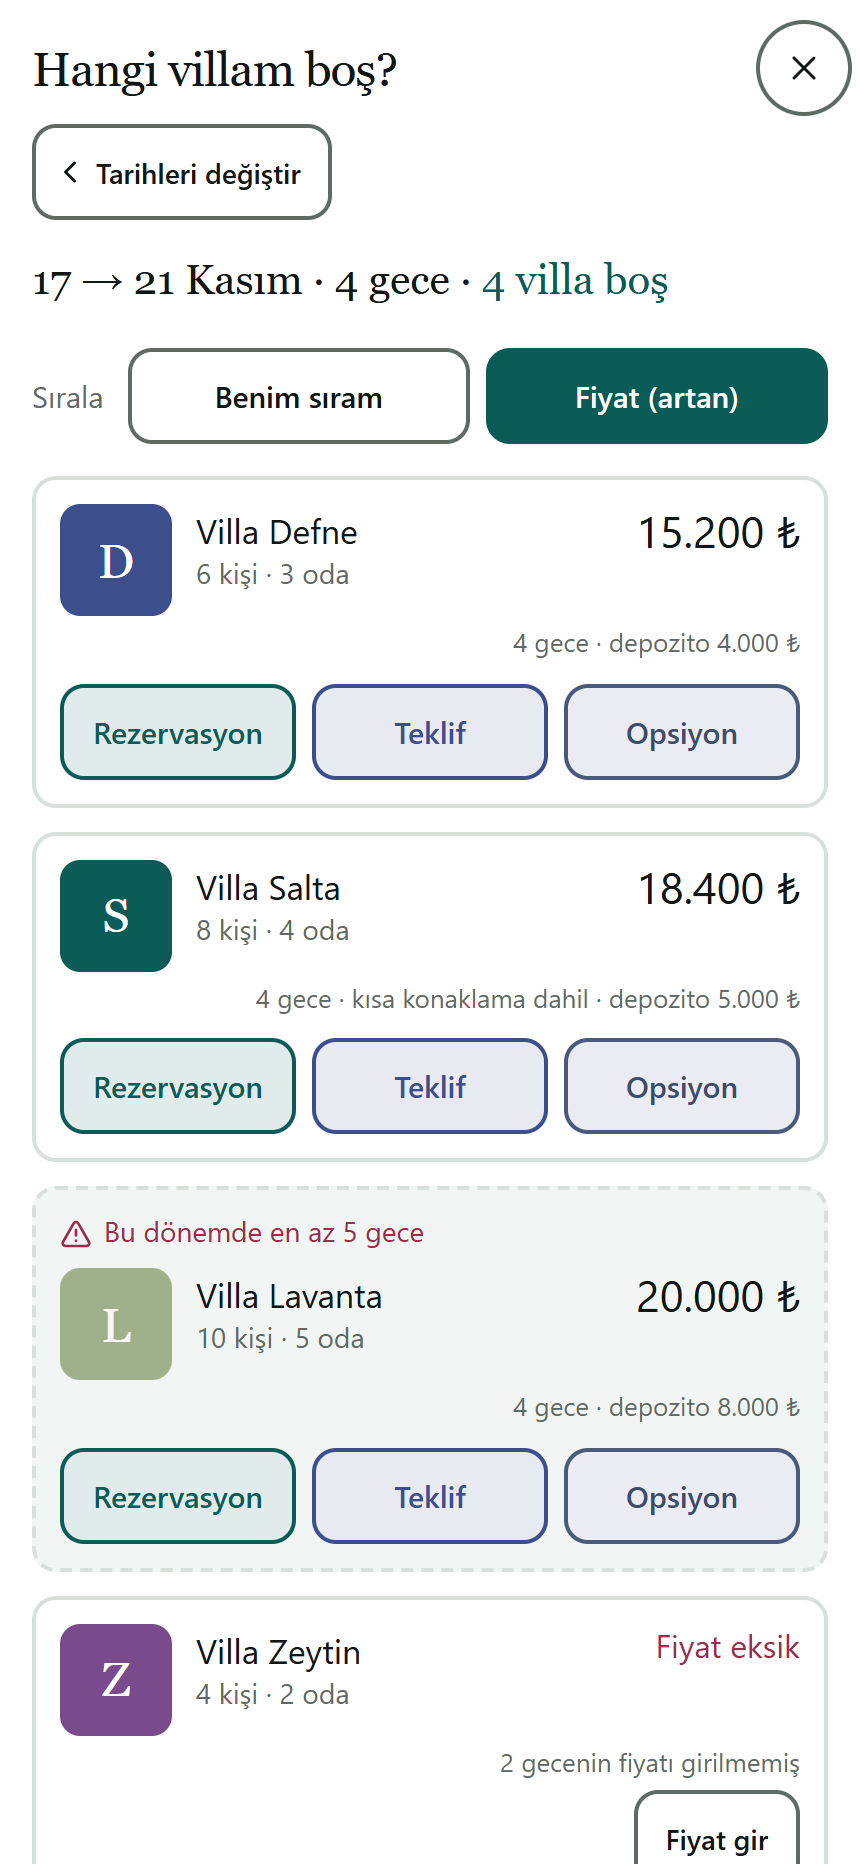 Hangi villam boş?
Tarihleri değiştir
17 → 21 Kasım · 4 gece · 4 villa boş
Sırala Benim sıram Fiyat (artan)
D Villa Defne 15.200 ₺
6 kişi · 3 oda
4 gece · depozito 4.000 ₺
Rezervasyon Teklif Opsiyon
S Villa Salta 18.400 ₺
8 kişi · 4 oda
4 gece · kısa konaklama dahil · depozito 5.000 ₺
Rezervasyon Teklif Opsiyon
Bu dönemde en az 5 gece
L Villa Lavanta 20.000 ₺
10 kişi · 5 oda
4 gece · depozito 8.000 ₺
Rezervasyon Teklif Opsiyon
Z Villa Zeytin Fiyat eksik
4 kişi · 2 oda
2 gecenin fiyatı girilmemiş
Fiyat gir